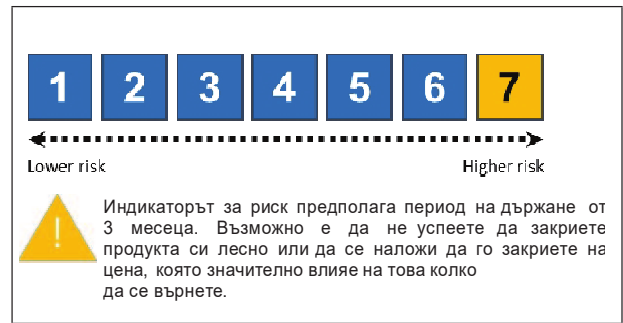 1 2 3 4 5 6 7
Lower risk Higher risk
!
Индикаторът за риск предполага период на държане от
3 месеца. Възможно е да не успеете да закриете
продукта си лесно или да се наложи да го закриете на
цена, която значително влияе на това колко
да се върнете.